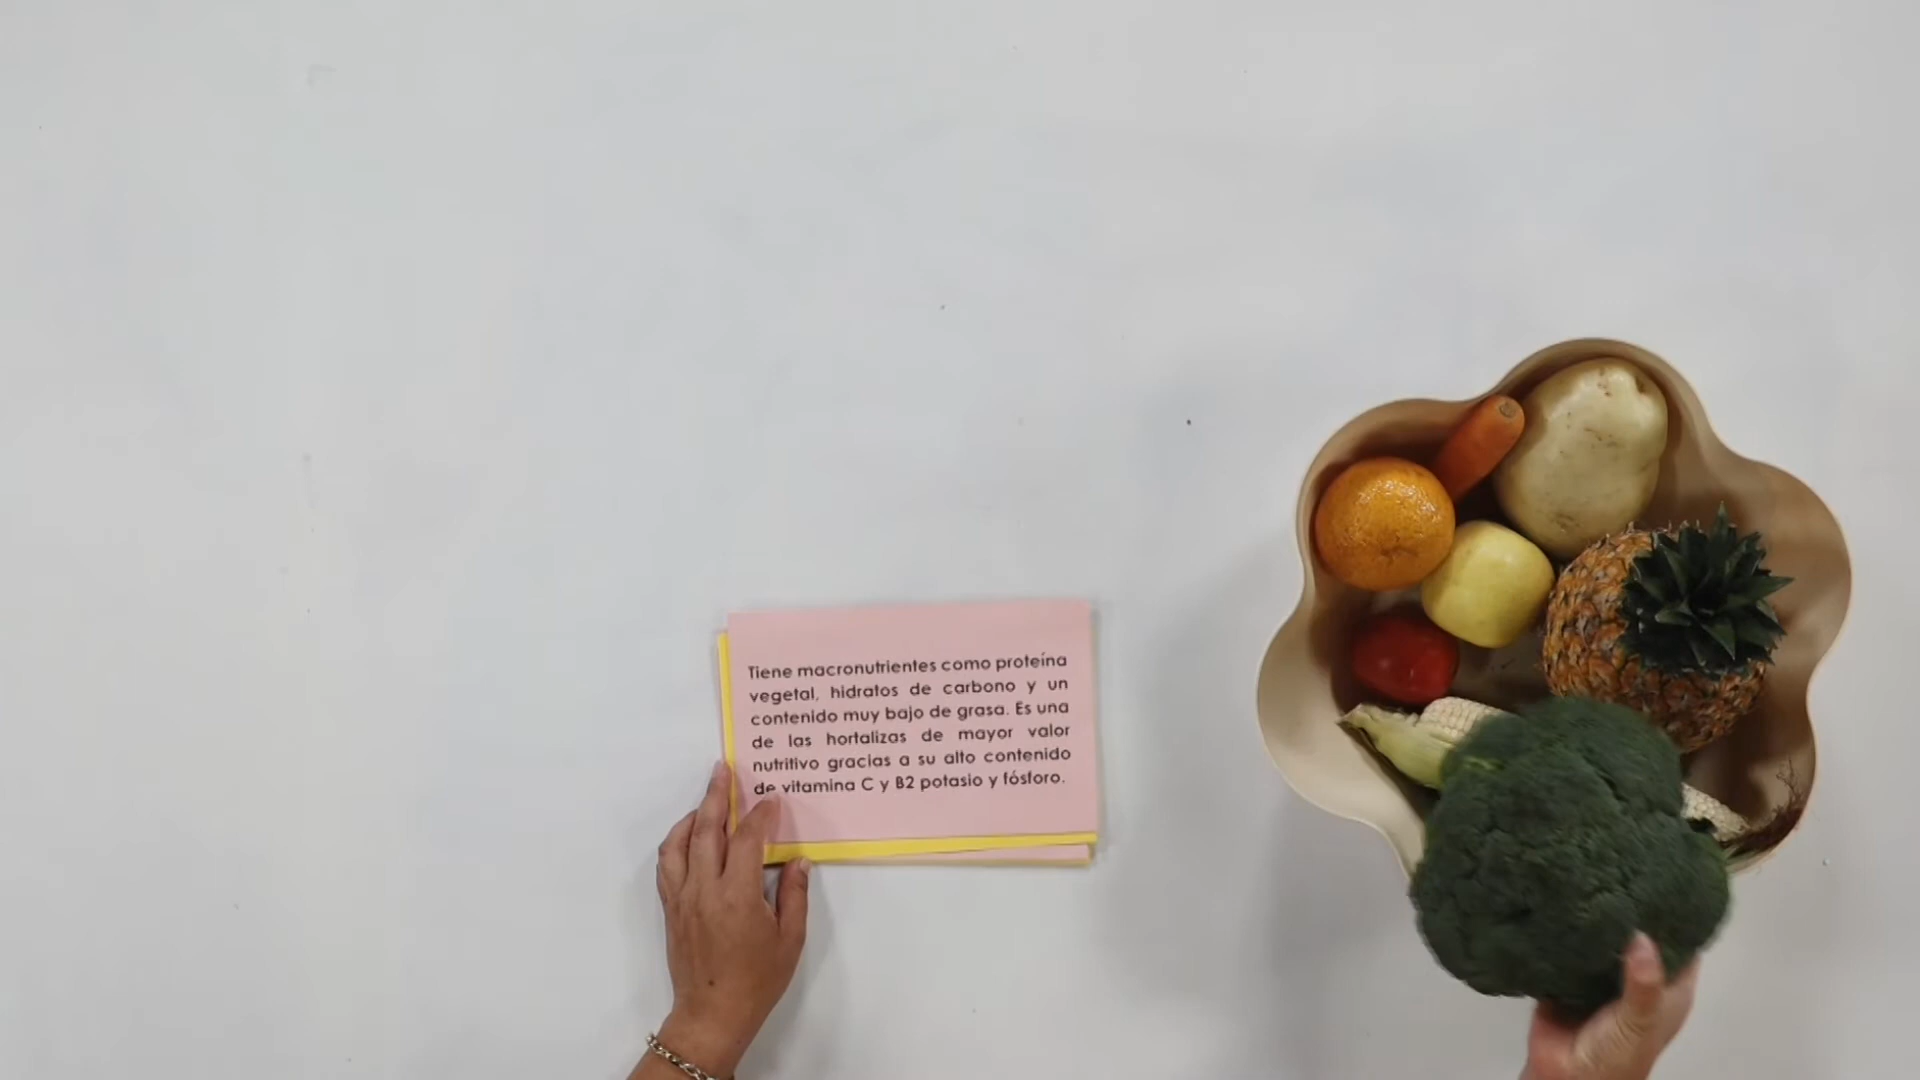 Tiene macronutrientes como proteína
vegetal, hidratos de carbono y un
contenido muy bajo de grasa. Es una
de las hortalizas de mayor valor
nutritivo gracias a su alto contenido
de vitamina C y B2 potasio y fósforo.